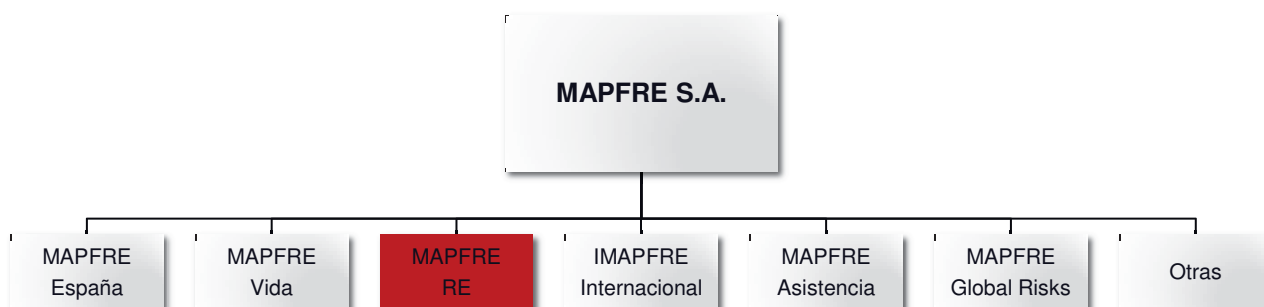 MAPFRE S.A.
MAPFRE
España
MAPFRE
Vida
MAPFRE
RE
IMAPFRE
Internacional
MAPFRE
Asistencia
MAPFRE
Global Risks
Otras